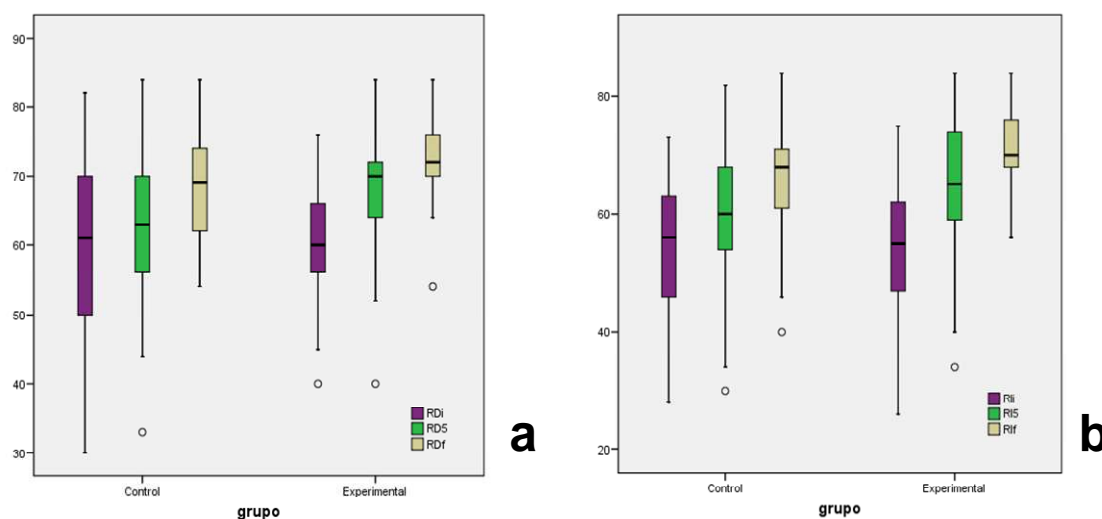 90
80
70
60
50
40
30
RDi
RD5
RDf
Control
Experimental
grupo
a
80
60
40
20
RIi
RI5
RIf
Control
Experimental
grupo
b